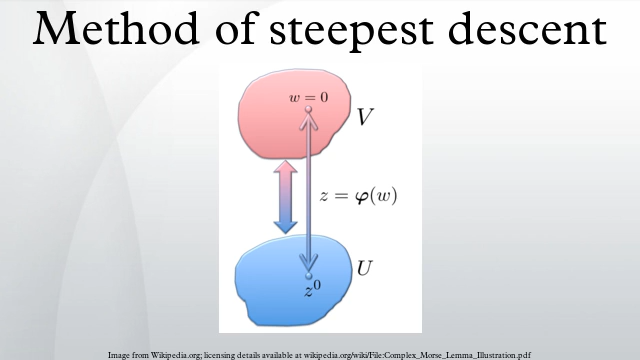 Method of steepest descent
w = 0
V
z = φ(w)
U
z⁰
Image from Wikipedia.org; licensing details available at wikipedia.org/wiki/File:Complex_Morse_Lemma_Illustration.pdf